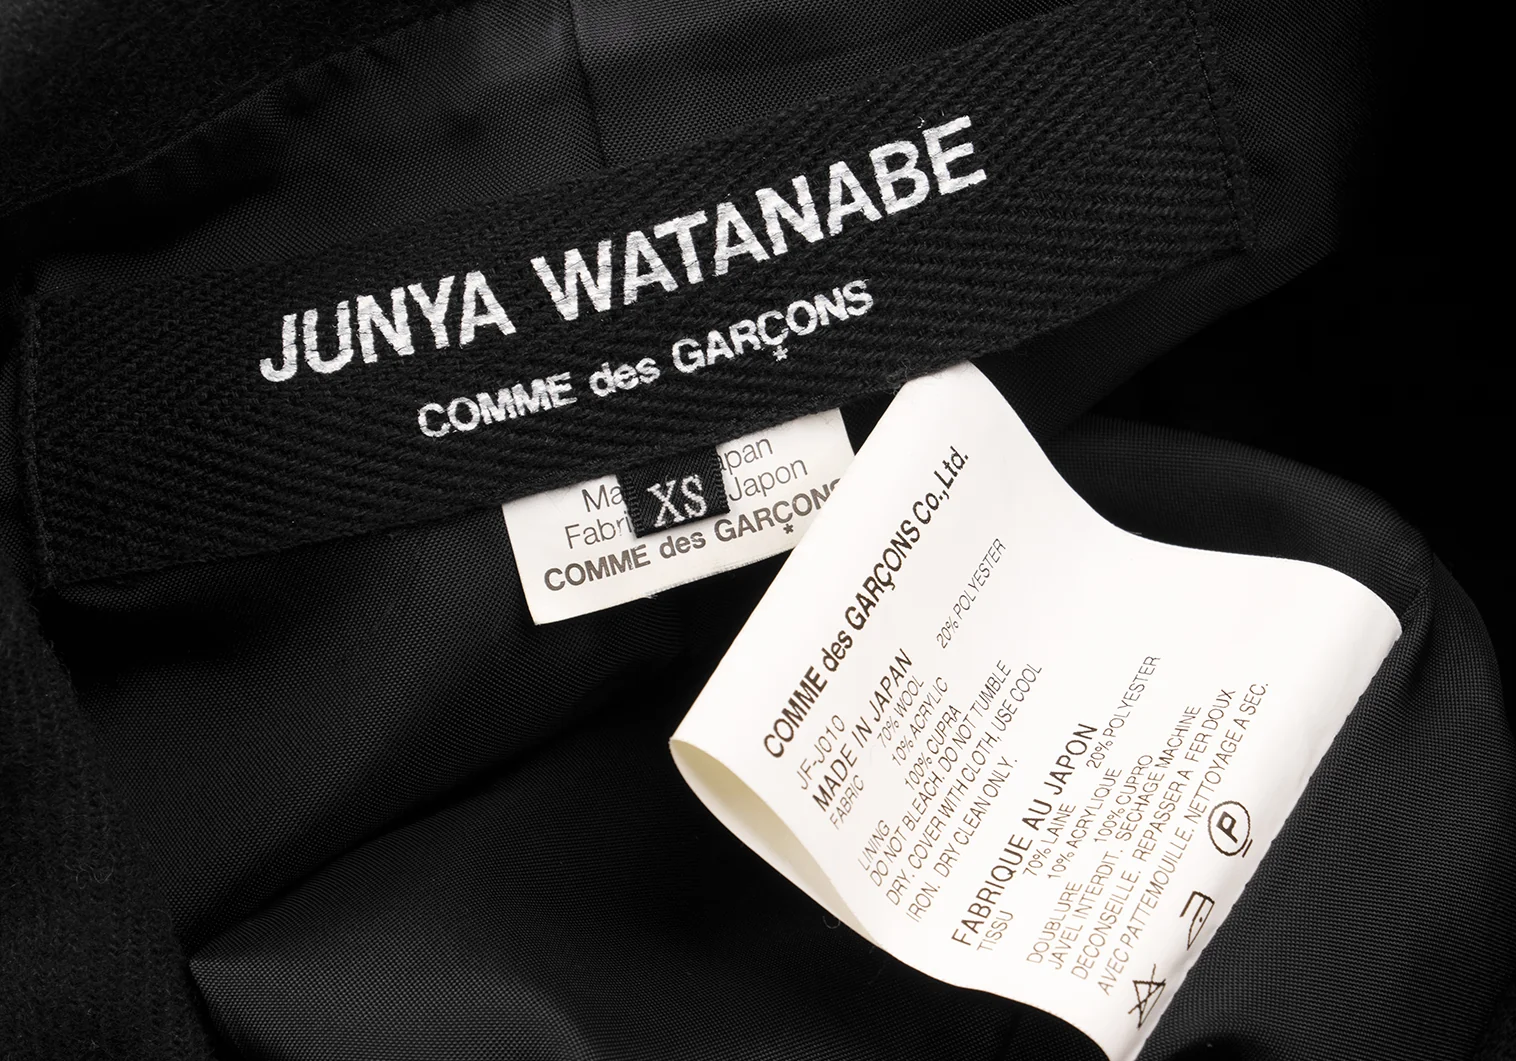 JUNYA WATANABE
COMME des GARÇONS
XS
Japon
COMME des GARÇONS
COMME des GARÇONS Co.,Ltd.
JF-J010
MADE IN JAPAN
FABRIC 70% WOOL 20% POLYESTER
10% ACRYLIC
LINING 100% CUPRA
DO NOT BLEACH. DO NOT TUMBLE
DRY. COVER WITH CLOTH. USE COOL
IRON. DRY CLEAN ONLY.
FABRIQUE AU JAPON
TISSU 70% LAINE 20% POLYESTER
10% ACRYLIQUE
DOUBLURE 100% CUPRO
JAVEL INTERDIT. SECHAGE MACHINE
DECONSEILLE. REPASSER A FER DOUX
AVEC PATTEMOUILLE. NETTOYAGE A SEC.
P